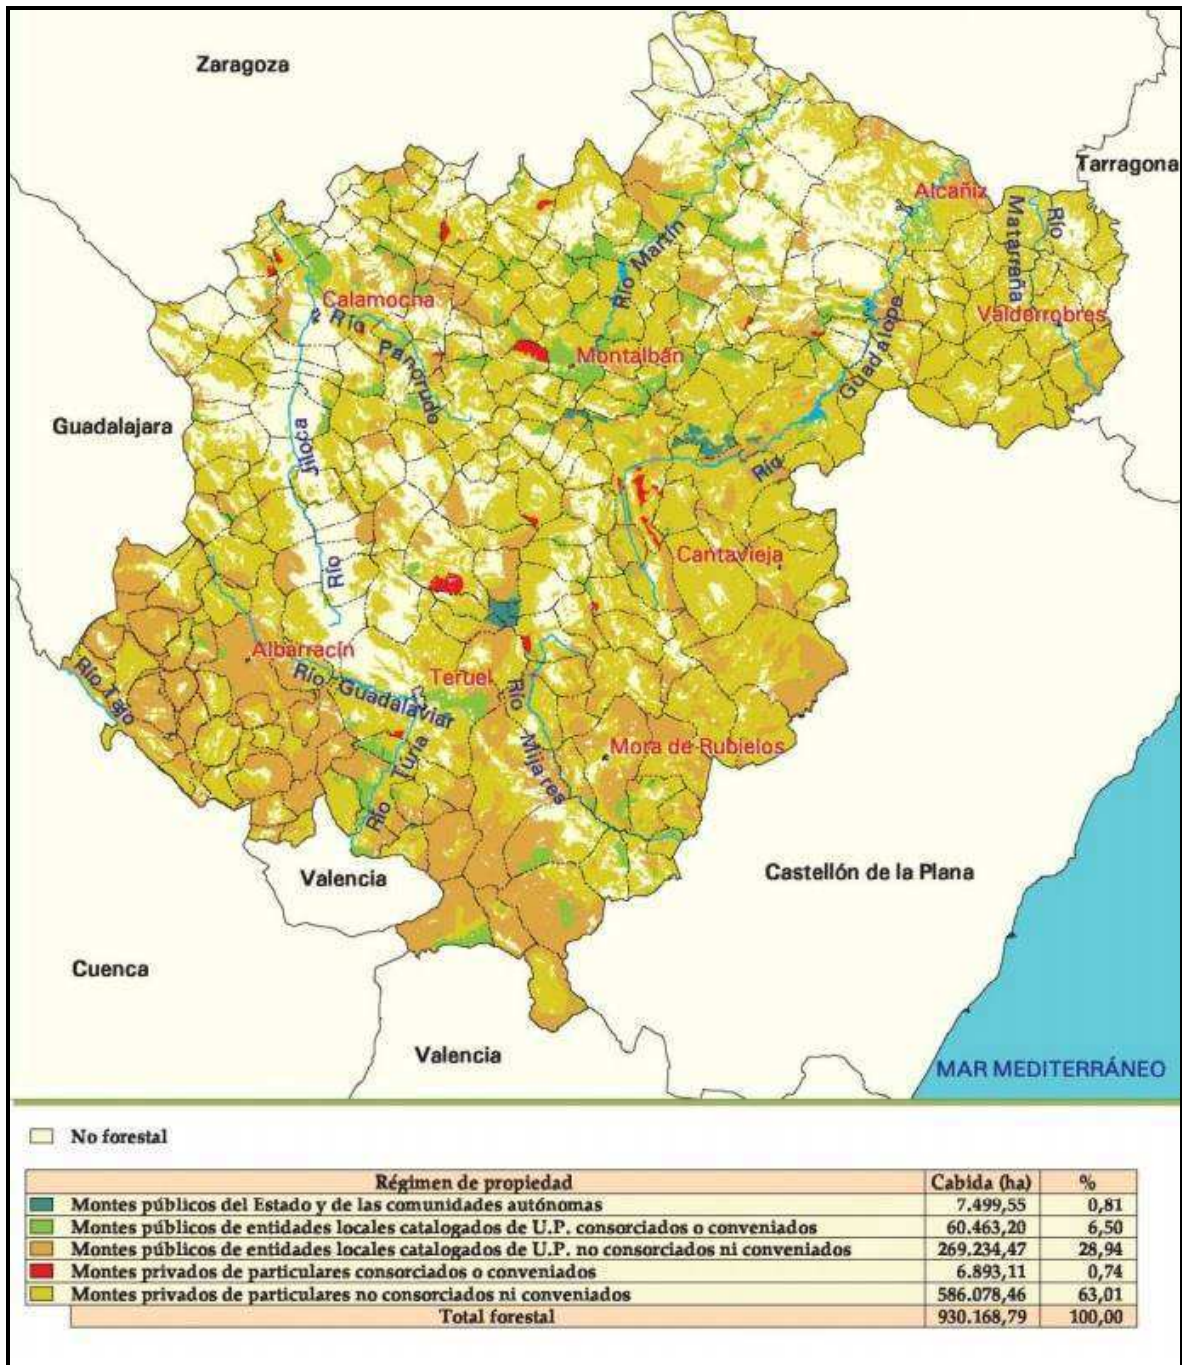 Zaragoza
Tarragona
Alcañiz
Río Matarraña
Río Martín
Calamocha
Río Pancrudo
Valderrobres
Montalbán
Río Guadalope
Guadalajara
Río Jiloca
Cantavieja
Albarracín
Río Tajo
Río Guadalaviar
Teruel
Río Mijares
Río Turia
Mora de Rubielos
Valencia
Castellón de la Plana
Cuenca
Valencia
MAR MEDITERRÁNEO
No forestal
Régimen de propiedad Cabida (ha) %
Montes públicos del Estado y de las comunidades autónomas 7.499,55 0,81
Montes públicos de entidades locales catalogados de U.P. consorciados o conveniados 60.463,20 6,50
Montes públicos de entidades locales catalogados de U.P. no consorciados ni conveniados 269.234,47 28,94
Montes privados de particulares consorciados o conveniados 6.893,11 0,74
Montes privados de particulares no consorciados ni conveniados 586.078,46 63,01
Total forestal 930.168,79 100,00